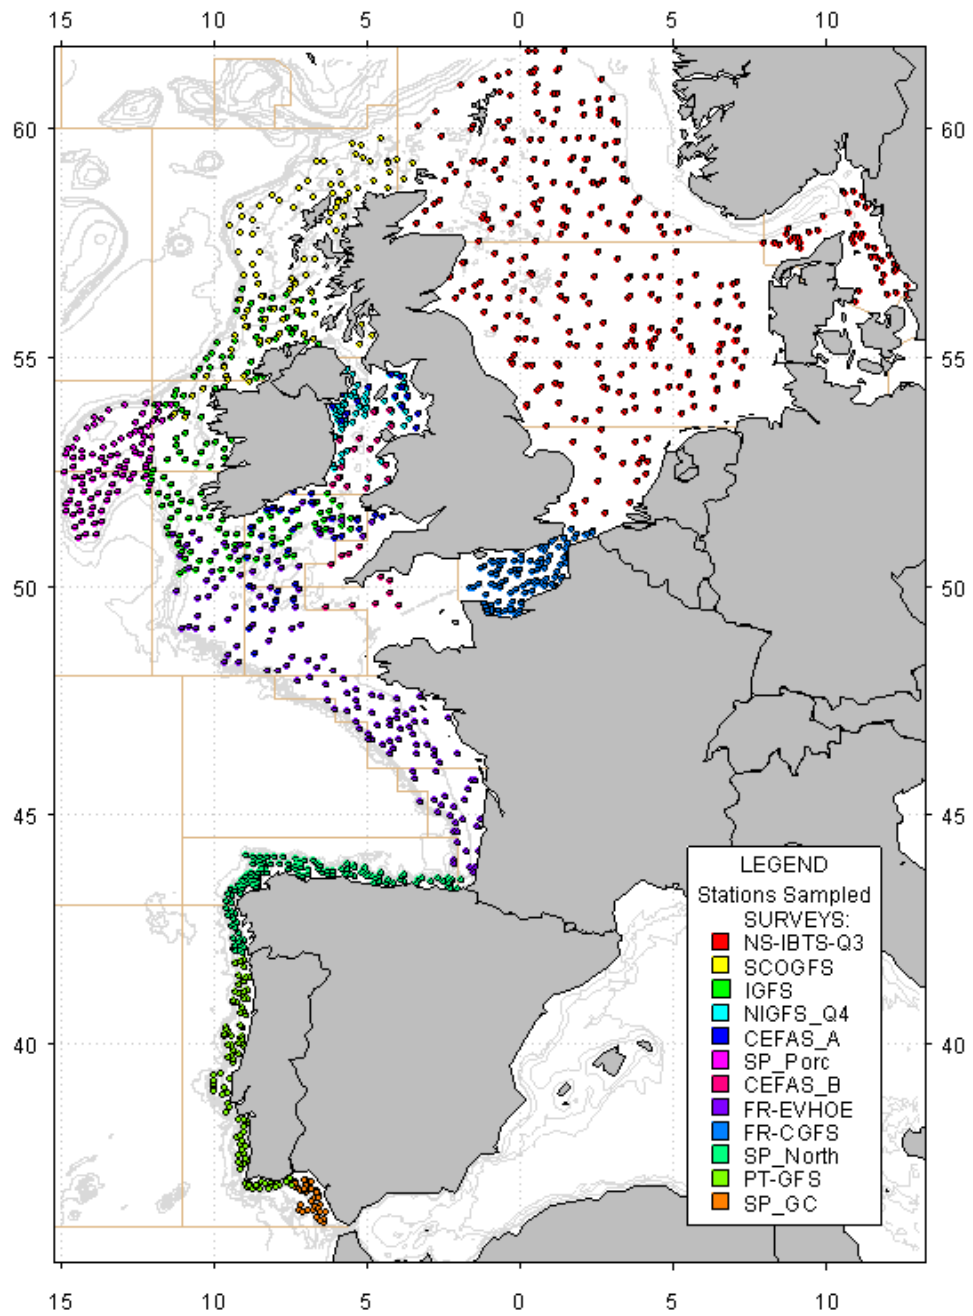 15 10 5 0 5 10
60 60
55 55
50 50
45 45
LEGEND
Stations Sampled
SURVEYS:
NS-IBTS-Q3
SCOGFS
IGFS
NIGFS_Q4
CEFAS_A
40 40
SP_Porc
CEFAS_B
FR-EVHOE
FR-CGFS
SP_North
PT-GFS
SP_GC
15 10 5 0 5 10